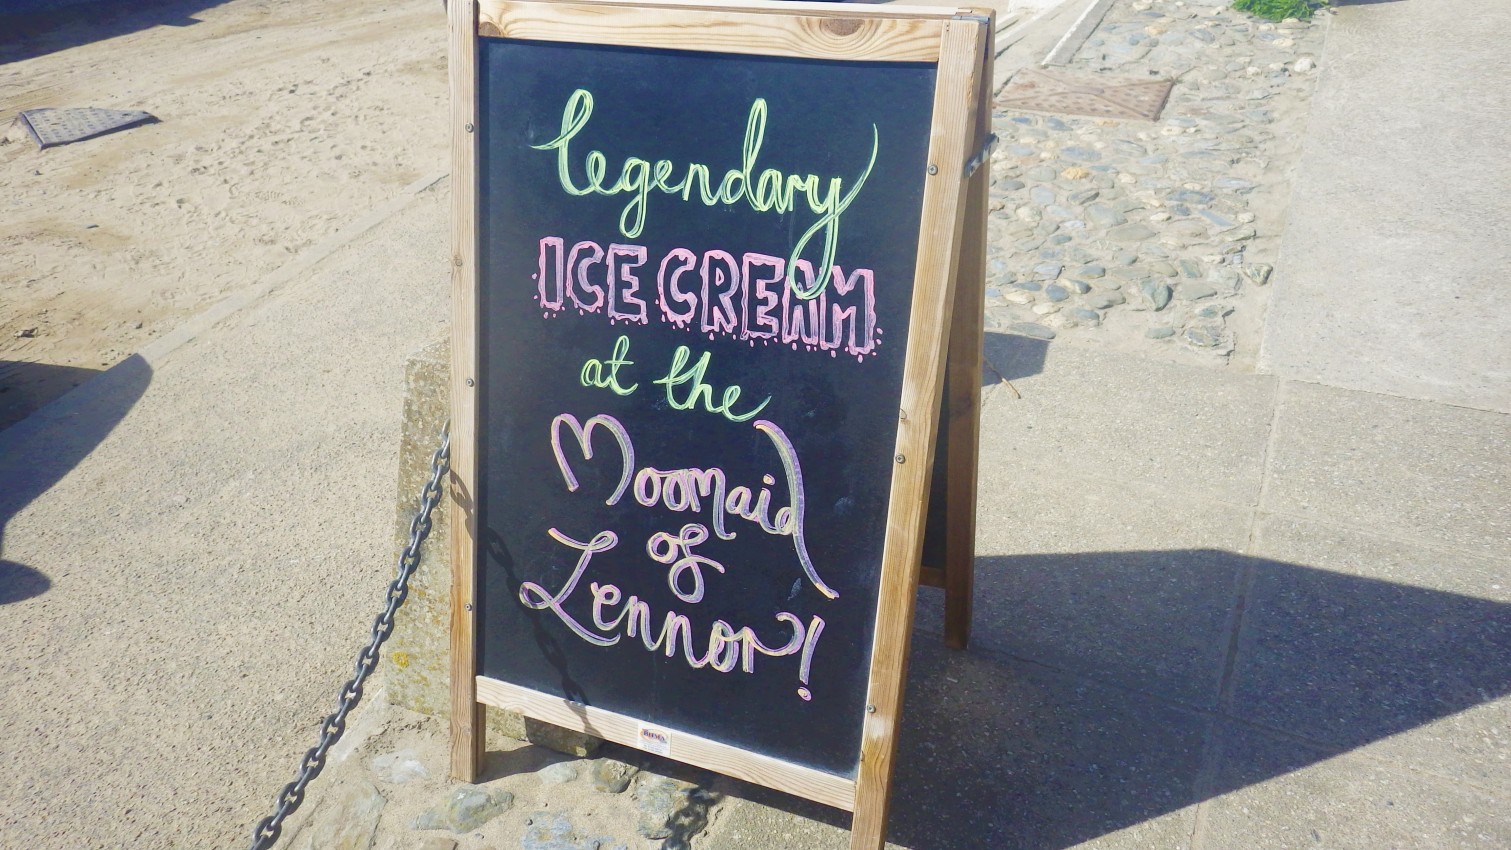 legendary
ICE CREAM
at the
Moomaid
of
Zennor!